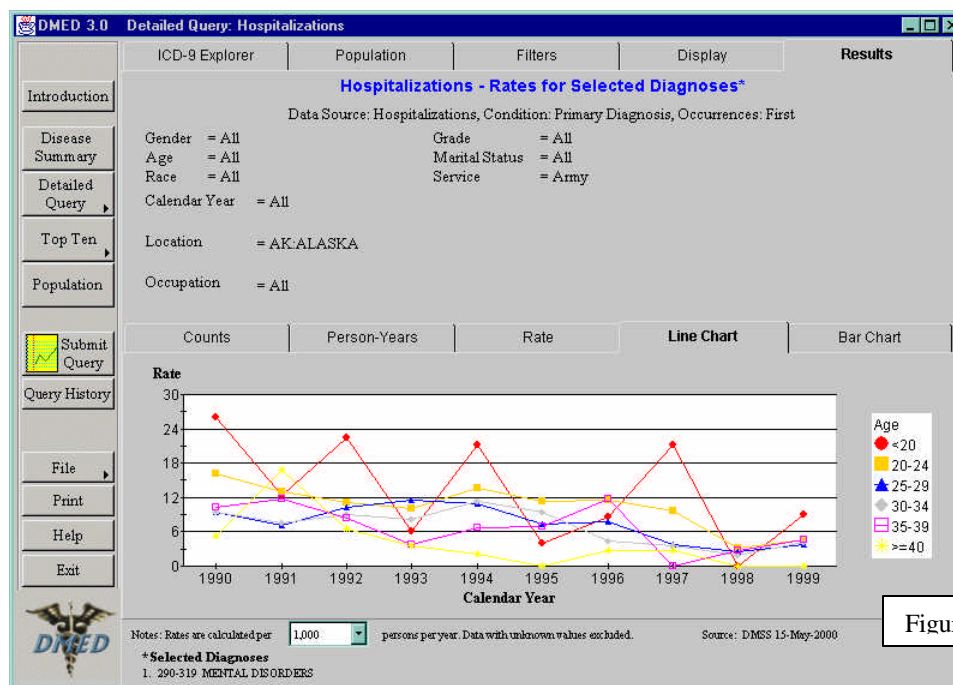 DMED 3.0 Detailed Query: Hospitalizations
ICD-9 Explorer Population Filters Display Results
Introduction
Disease
Summary
Detailed
Query
Top Ten
Population
Submit
Query
Query History
File
Print
Help
Exit
DMED
Hospitalizations - Rates for Selected Diagnoses*
Data Source: Hospitalizations, Condition: Primary Diagnosis, Occurrences: First
Gender = All Grade = All
Age = All Marital Status = All
Race = All Service = Army
Calendar Year = All
Location = AK:ALASKA
Occupation = All
Counts Person-Years Rate Line Chart Bar Chart
Rate
30
24
18
12
6
0
1990 1991 1992 1993 1994 1995 1996 1997 1998 1999
Calendar Year
Age
<20
20-24
25-29
30-34
35-39
>=40
Notes: Rates are calculated per 1,000 persons per year. Data with unknown values excluded. Source: DMSS 15-May-2000
*Selected Diagnoses
1. 290-319 MENTAL DISORDERS